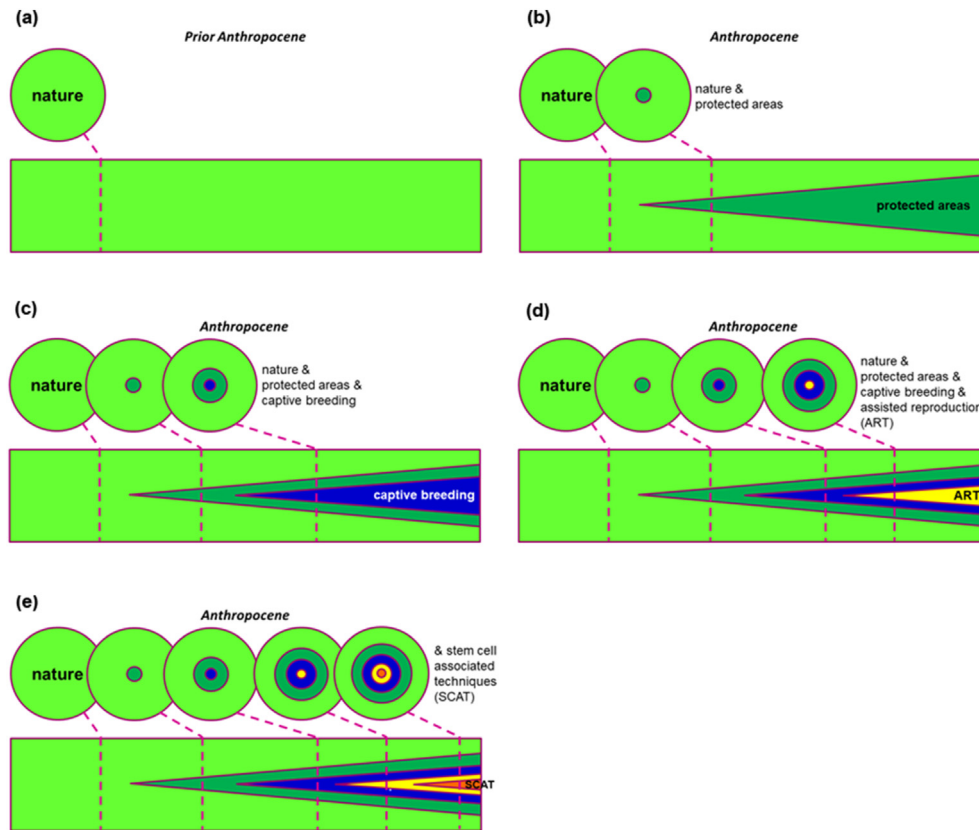 (a)
Prior Anthropocene
nature
(b)
Anthropocene
nature
nature &
protected areas
protected areas
(c)
Anthropocene
nature
nature &
protected areas &
captive breeding
captive breeding
(d)
Anthropocene
nature
nature &
protected areas &
captive breeding &
assisted reproduction
(ART)
ART
(e)
Anthropocene
nature
& stem cell
associated
techniques
(SCAT)
SCAT